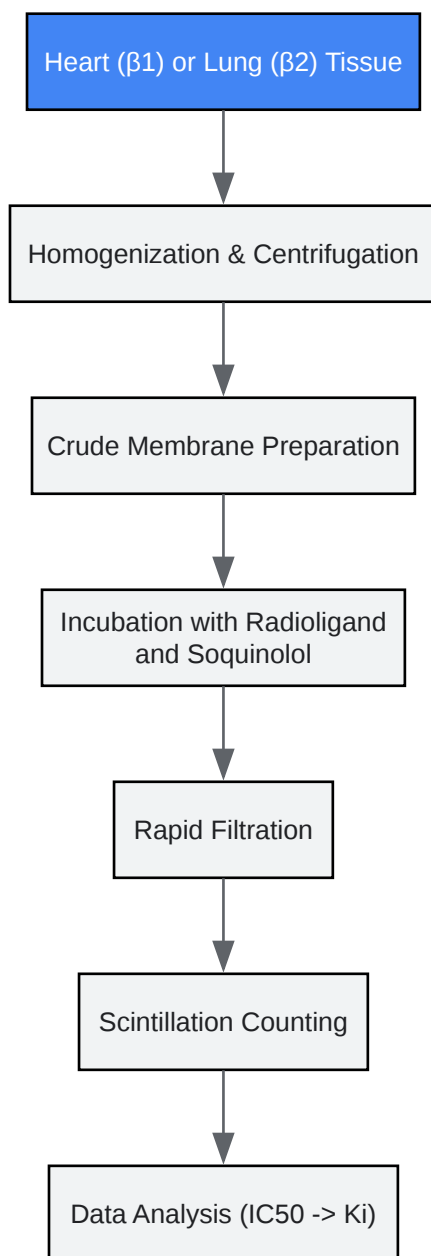 Heart (β1) or Lung (β2) Tissue
Homogenization & Centrifugation
Crude Membrane Preparation
Incubation with Radioligand
and Soquinolol
Rapid Filtration
Scintillation Counting
Data Analysis (IC50 -> Ki)